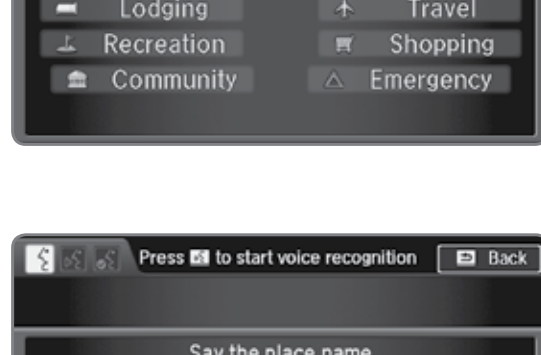 Lodging Travel
Recreation Shopping
Community Emergency
Press to start voice recognition Back
Say the place name